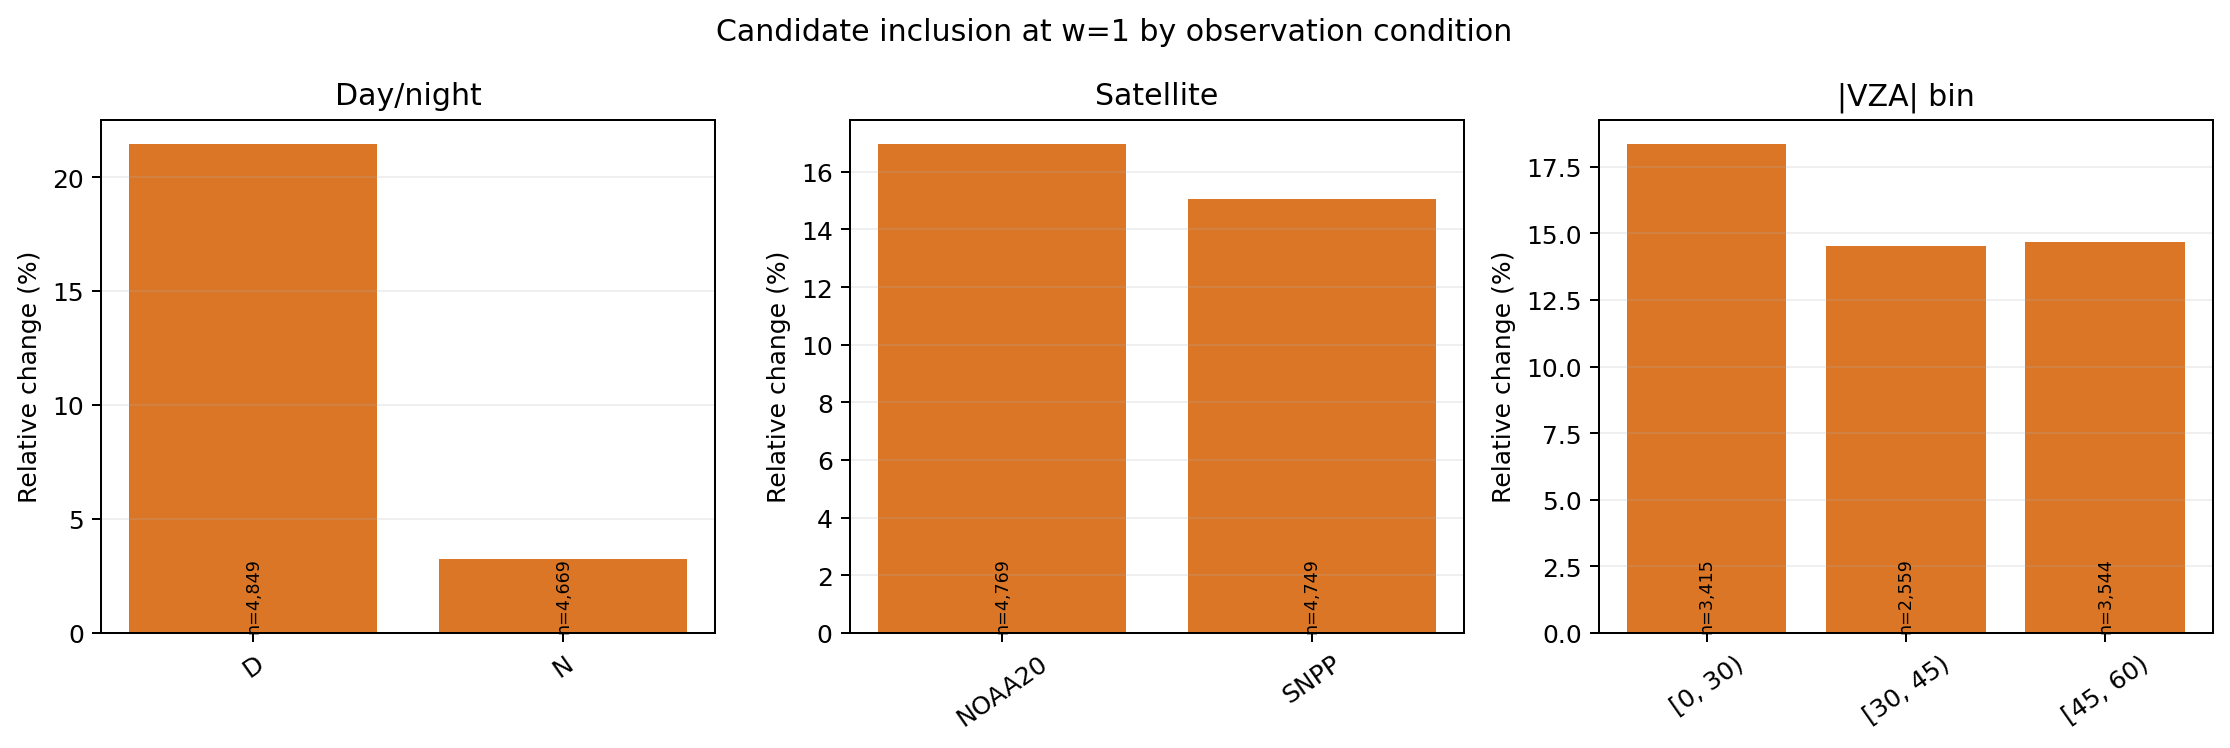 Candidate inclusion at w=1 by observation condition
Day/night
Relative change (%)
20
15
10
5
0
n=4,849
n=4,669
D
N
Satellite
Relative change (%)
16
14
12
10
8
6
4
2
0
n=4,769
n=4,749
NOAA20
SNPP
|VZA| bin
Relative change (%)
17.5
15.0
12.5
10.0
7.5
5.0
2.5
0.0
n=3,415
n=2,559
n=3,544
[0, 30)
[30, 45)
[45, 60)